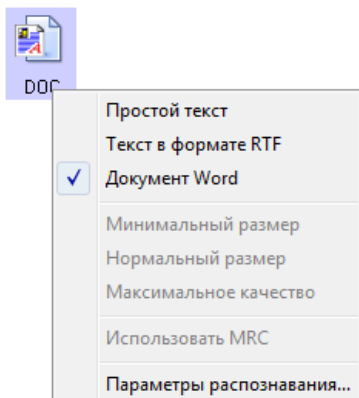 DOC
Простой текст
Текст в формате RTF
Документ Word
Минимальный размер
Нормальный размер
Максимальное качество
Использовать MRC
Параметры распознавания...